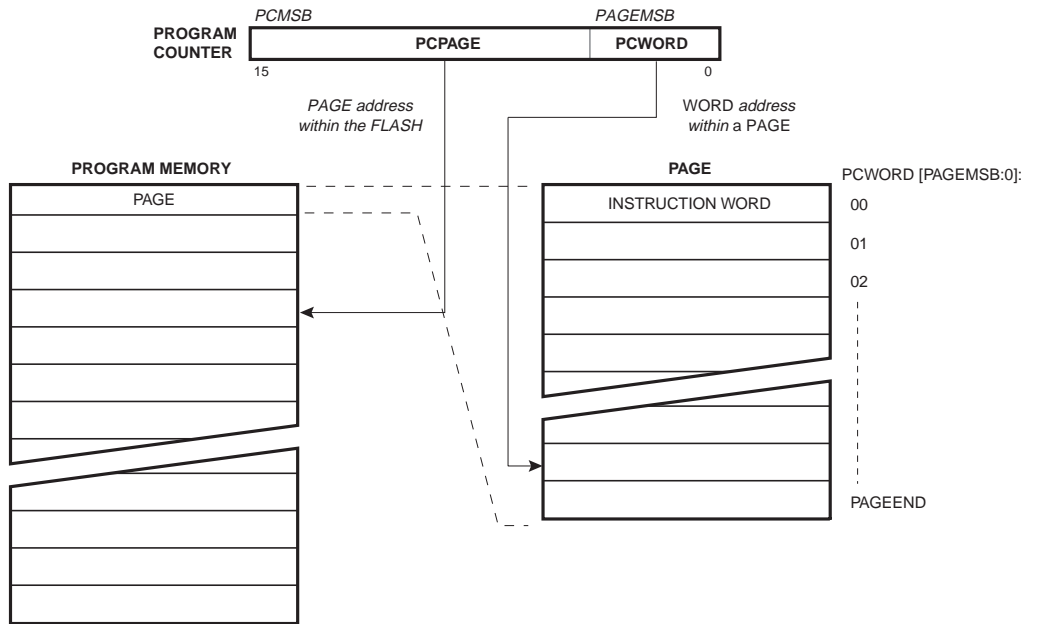 PCMSB
PAGEMSB
PROGRAM
COUNTER
PCPAGE
PCWORD
15
0
PAGE address
within the FLASH
WORD address
within a PAGE
PROGRAM MEMORY
PAGE
PAGE
INSTRUCTION WORD
PCWORD [PAGEMSB:0]:
00
01
02
PAGEEND